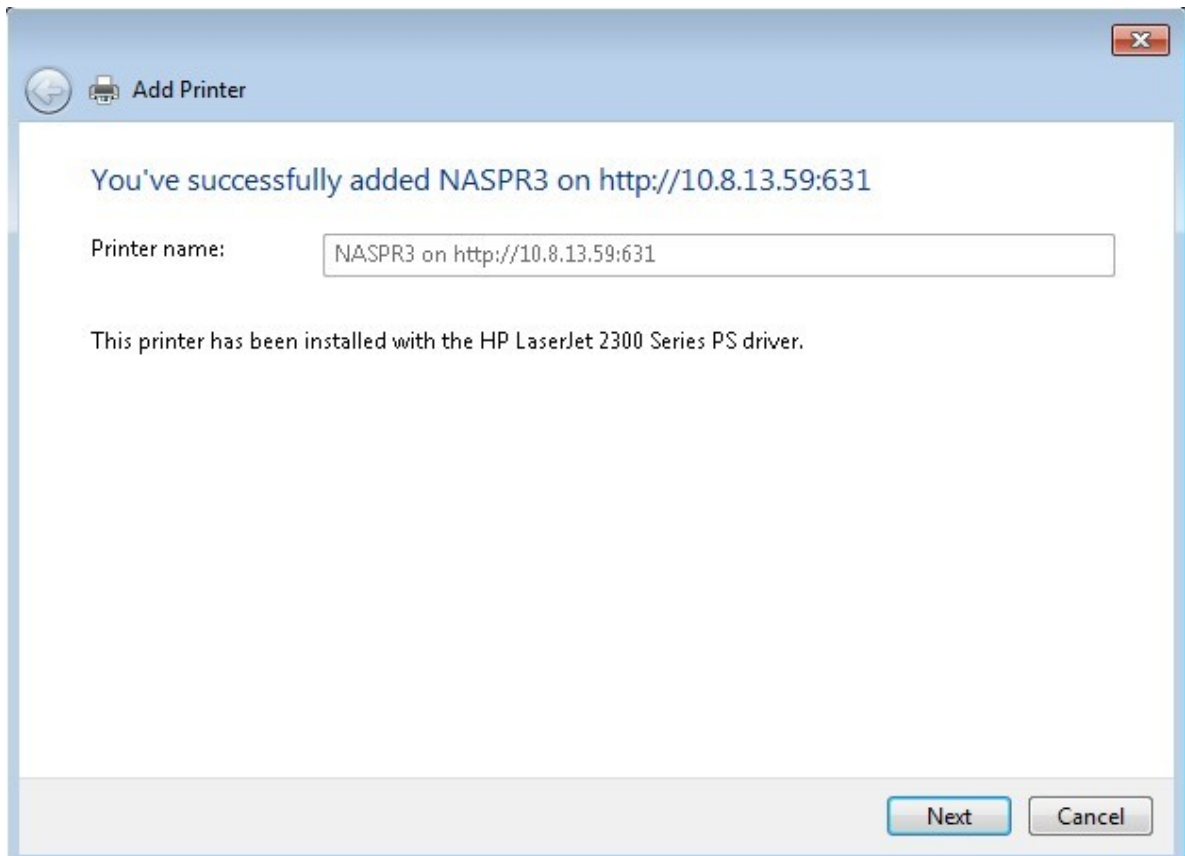 Add Printer
You've successfully added NASPR3 on http://10.8.13.59:631
Printer name: NASPR3 on http://10.8.13.59:631
This printer has been installed with the HP LaserJet 2300 Series PS driver.
Next Cancel